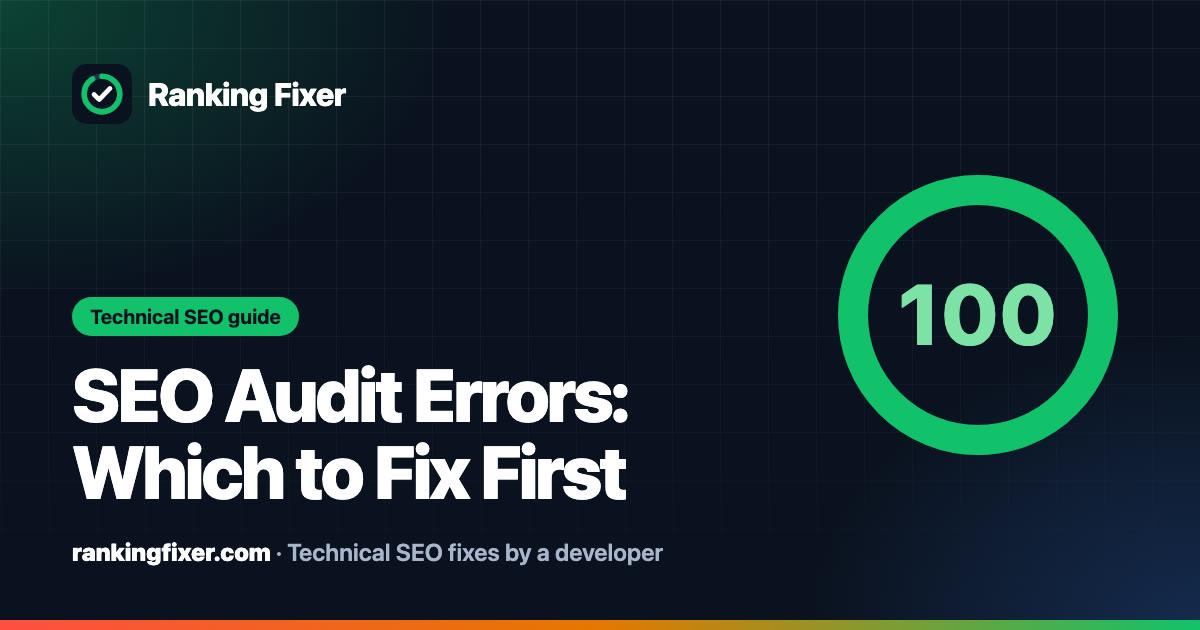 Ranking Fixer
Technical SEO guide
SEO Audit Errors:
Which to Fix First
rankingfixer.com · Technical SEO fixes by a developer
100